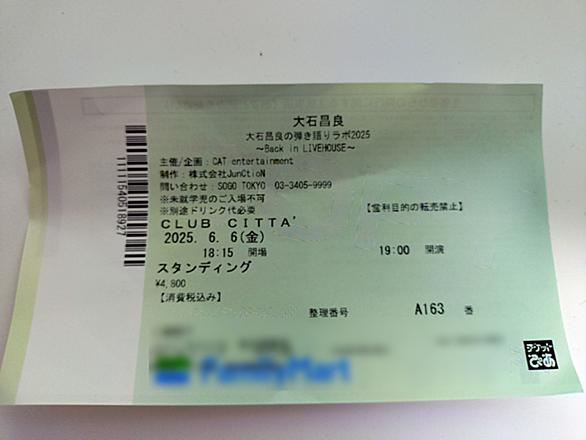 大石昌良
大石昌良の弾き語りラボ2025
～Back in LIVEHOUSE～
主催/企画：CAT entertainment
制作：株式会社JunCtioN
問い合わせ：SOGO TOKYO 03-3405-9999
※未就学児のご入場不可
※別途ドリンク代必要 【営利目的の転売禁止】
CLUB CITTA'
2025. 6. 6(金)
18:15 開場 19:00 開演
スタンディング
¥4,800
【消費税込み】
整理番号 A163 番
FamilyMart
チケット
ぴあ